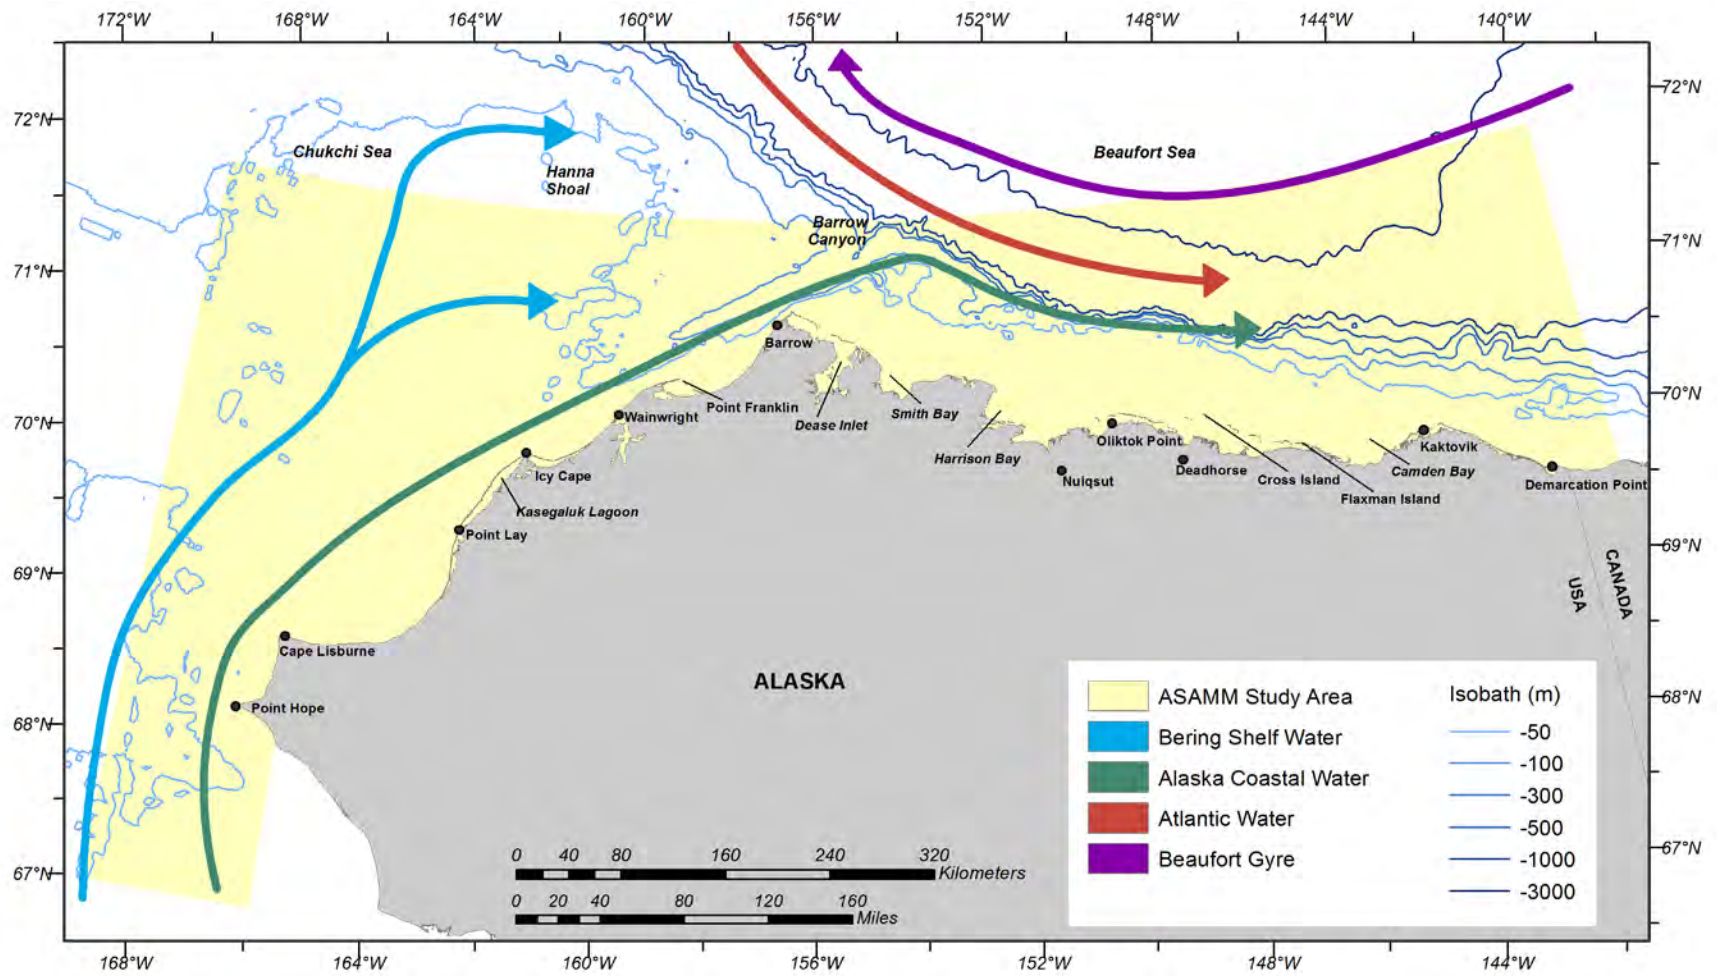 172°W 168°W 164°W 160°W 156°W 152°W 148°W 144°W 140°W
72°N
72°N
Chukchi Sea
Beaufort Sea
Hanna
Shoal
Barrow
Canyon
71°N
71°N
Barrow
70°N
70°N
Wainwright
Point Franklin
Dease Inlet
Smith Bay
Harrison Bay
Oliktok Point
Nuiqsut
Deadhorse
Cross Island
Flaxman Island
Camden Bay
Kaktovik
Demarcation Point
Icy Cape
Kasegaluk Lagoon
Point Lay
69°N
69°N
USA
CANADA
Cape Lisburne
ALASKA
Point Hope
68°N
68°N
67°N
67°N
ASAMM Study Area
Bering Shelf Water
Alaska Coastal Water
Atlantic Water
Beaufort Gyre
Isobath (m)
-50
-100
-300
-500
-1000
-3000
0 40 80 160 240 320
Kilometers
0 20 40 80 120 160
Miles
168°W 164°W 160°W 156°W 152°W 148°W 144°W